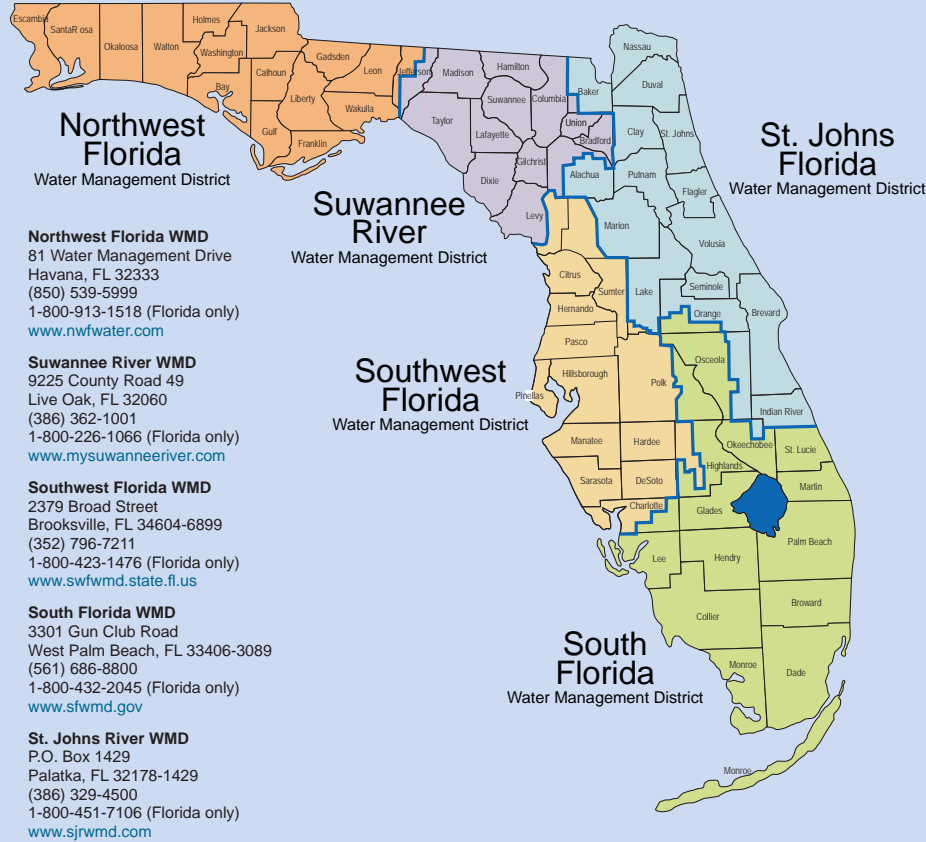 Escambia
SantaR osa
Okaloosa
Walton
Holmes
Washington
Jackson
Bay
Calhoun
Gulf
Liberty
Franklin
Gadsden
Leon
Wakulla
Jefferson
Madison
Taylor
Hamilton
Suwannee
Columbia
Lafayette
Dixie
Gilchrist
Union
Bradford
Levy
Baker
Nassau
Duval
Clay
St. Johns
Alachua
Putnam
Flagler
Marion
Volusia
Citrus
Sumter
Lake
Seminole
Orange
Brevard
Hernando
Pasco
Hillsborough
Pinellas
Polk
Osceola
Indian River
Manatee
Hardee
Okeechobee
St. Lucie
Highlands
Sarasota
DeSoto
Martin
Charlotte
Glades
Lee
Hendry
Palm Beach
Collier
Broward
Monroe
Dade
Monroe
Northwest
Florida
Water Management District
Suwannee
River
Water Management District
St. Johns
Florida
Water Management District
Southwest
Florida
Water Management District
South
Florida
Water Management District
Northwest Florida WMD
81 Water Management Drive
Havana, FL 32333
(850) 539-5999
1-800-913-1518 (Florida only)
www.nwfwater.com
Suwannee River WMD
9225 County Road 49
Live Oak, FL 32060
(386) 362-1001
1-800-226-1066 (Florida only)
www.mysuwanneeriver.com
Southwest Florida WMD
2379 Broad Street
Brooksville, FL 34604-6899
(352) 796-7211
1-800-423-1476 (Florida only)
www.swfwmd.state.fl.us
South Florida WMD
3301 Gun Club Road
West Palm Beach, FL 33406-3089
(561) 686-8800
1-800-432-2045 (Florida only)
www.sfwmd.gov
St. Johns River WMD
P.O. Box 1429
Palatka, FL 32178-1429
(386) 329-4500
1-800-451-7106 (Florida only)
www.sjrwmd.com